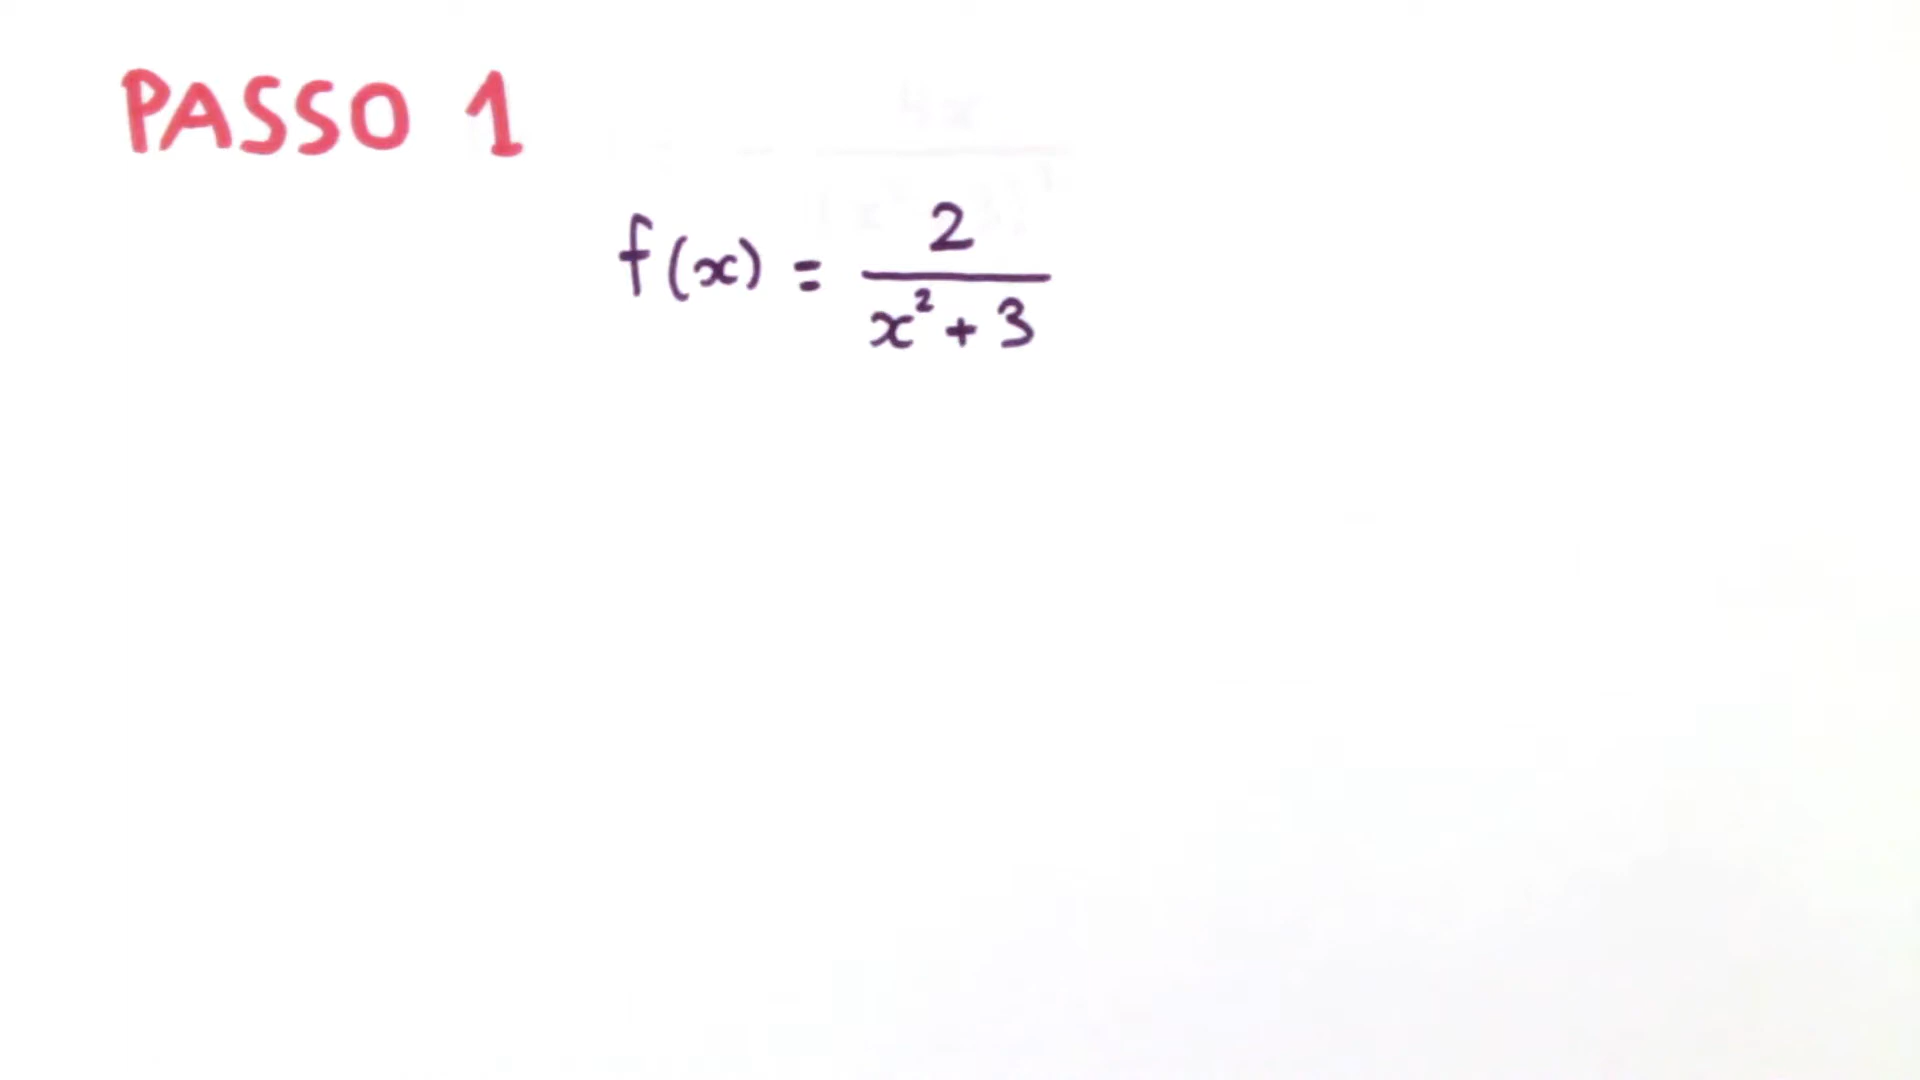 PASSO 1
f(x) = 2 / (x² + 3)